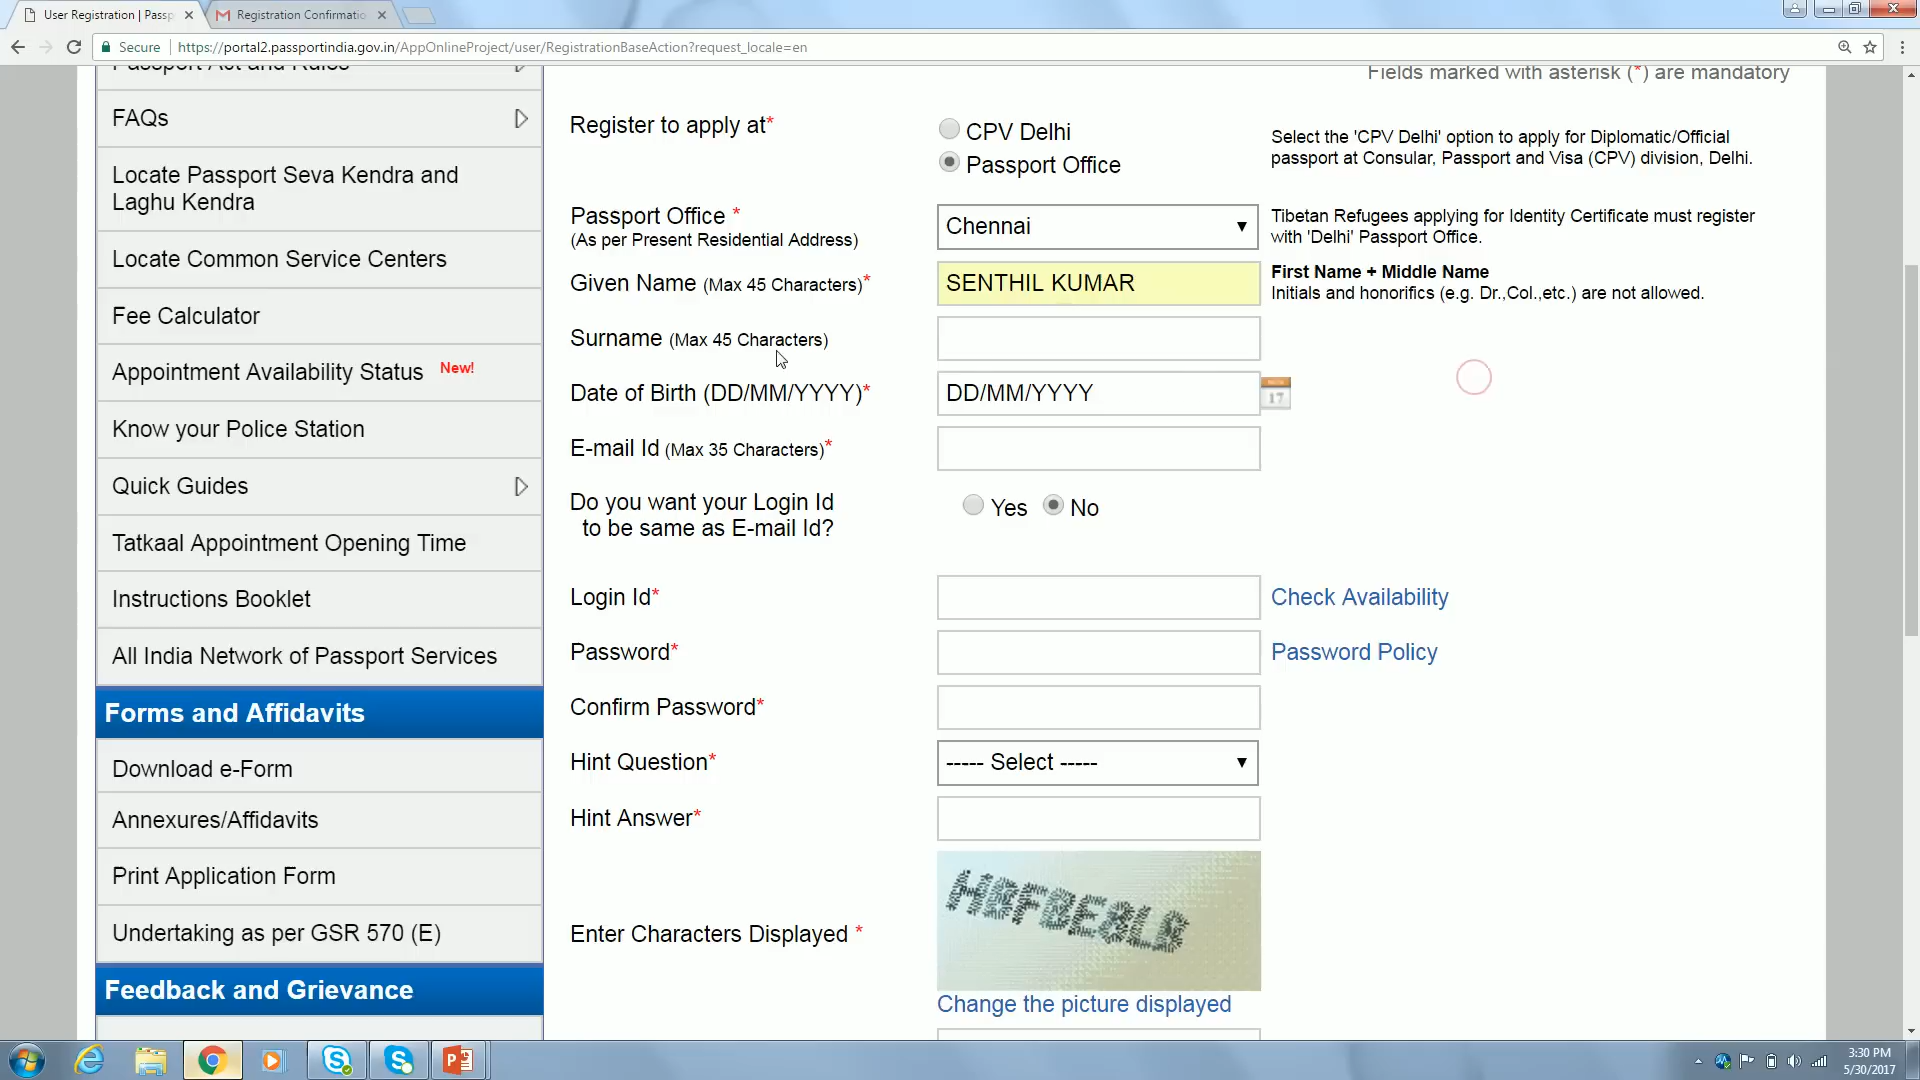 User Registration | Passp
Registration Confirmatio
Secure
https://portal2.passportindia.gov.in/AppOnlineProject/user/RegistrationBaseAction?request_locale=en
Passport Act and Rules
FAQs
Locate Passport Seva Kendra and
Laghu Kendra
Locate Common Service Centers
Fee Calculator
Appointment Availability Status New!
Know your Police Station
Quick Guides
Tatkaal Appointment Opening Time
Instructions Booklet
All India Network of Passport Services
Forms and Affidavits
Download e-Form
Annexures/Affidavits
Print Application Form
Undertaking as per GSR 570 (E)
Feedback and Grievance
Fields marked with asterisk (*) are mandatory
Register to apply at*
CPV Delhi
Passport Office
Select the 'CPV Delhi' option to apply for Diplomatic/Official
passport at Consular, Passport and Visa (CPV) division, Delhi.
Passport Office *
(As per Present Residential Address)
Chennai
Tibetan Refugees applying for Identity Certificate must register
with 'Delhi' Passport Office.
Given Name (Max 45 Characters)*
SENTHIL KUMAR
First Name + Middle Name
Initials and honorifics (e.g. Dr.,Col.,etc.) are not allowed.
Surname (Max 45 Characters)
Date of Birth (DD/MM/YYYY)*
DD/MM/YYYY
17
E-mail Id (Max 35 Characters)*
Do you want your Login Id
to be same as E-mail Id?
Yes
No
Login Id*
Check Availability
Password*
Password Policy
Confirm Password*
Hint Question*
----- Select -----
Hint Answer*
Enter Characters Displayed *
Change the picture displayed
3:30 PM
5/30/2017